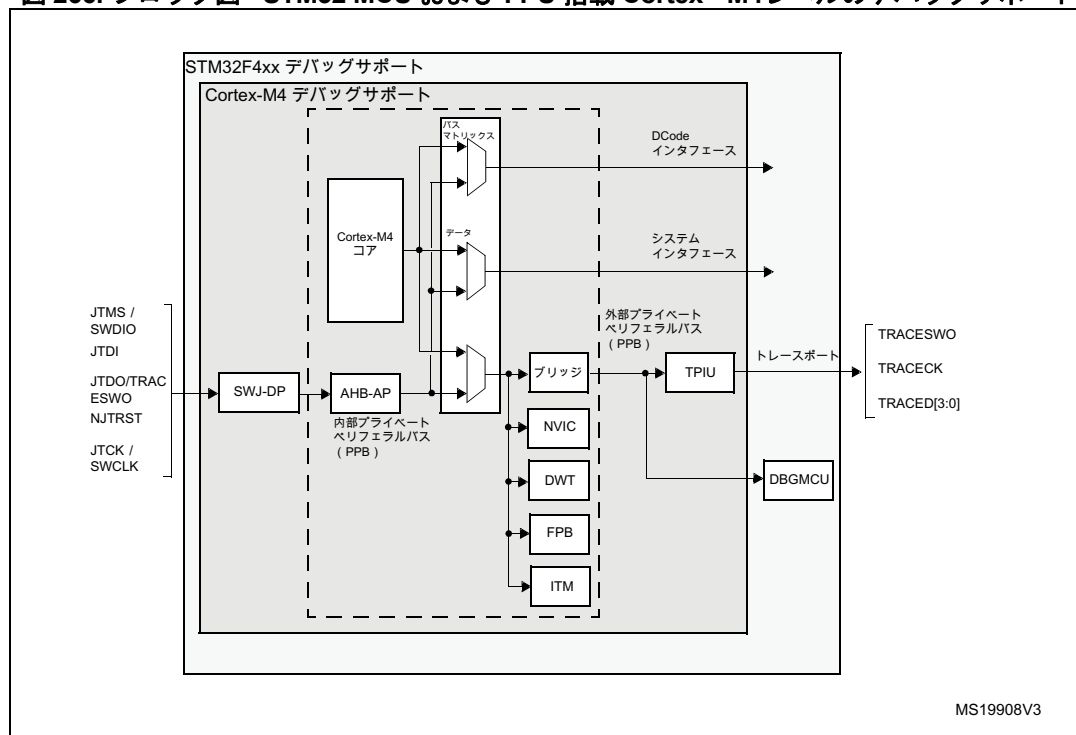 STM32F4xx デバッグサポート
Cortex-M4 デバッグサポート
バス
マトリックス
DCode
インタフェース
Cortex-M4
コア
データ
システム
インタフェース
JTMS /
SWDIO
JTDI
JTDO/TRAC
ESWO
NJTRST
JTCK /
SWCLK
SWJ-DP
AHB-AP
内部プライベート
ペリフェラルバス
(PPB)
ブリッジ
NVIC
DWT
FPB
ITM
外部プライベート
ペリフェラルバス
(PPB)
TPIU
トレースポート
DBGMCU
TRACESWO
TRACECK
TRACED[3:0]
MS19908V3